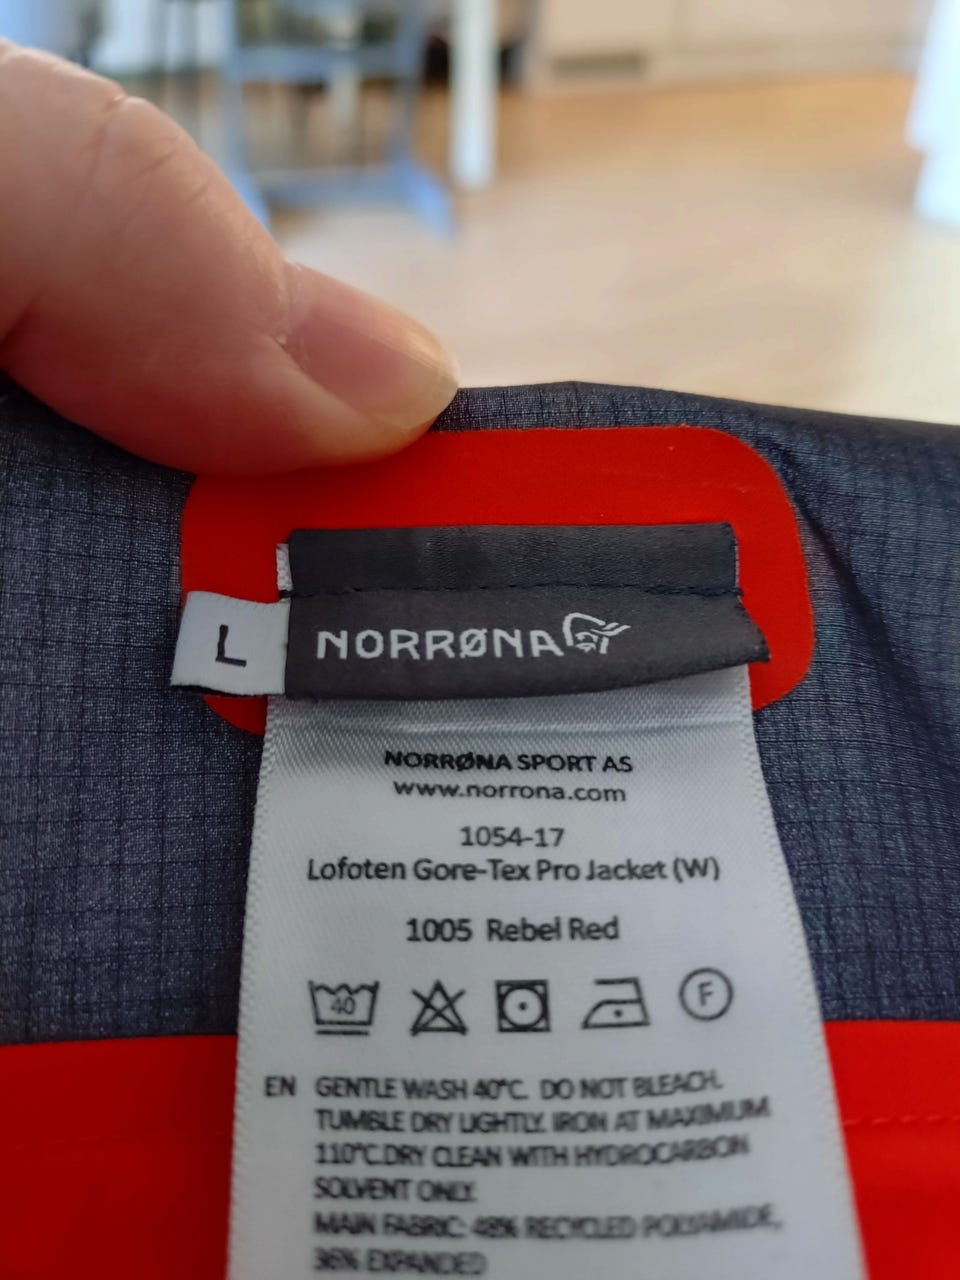 L
NORRØNA
NORRØNA SPORT AS
www.norrona.com
1054-17
Lofoten Gore-Tex Pro Jacket (W)
1005 Rebel Red
40
F
EN GENTLE WASH 40°C. DO NOT BLEACH.
TUMBLE DRY LIGHTLY. IRON AT MAXIMUM
110°C.DRY CLEAN WITH HYDROCARBON
SOLVENT ONLY.
MAIN FABRIC: 48% RECYCLED POLYAMIDE,
36% EXPANDED